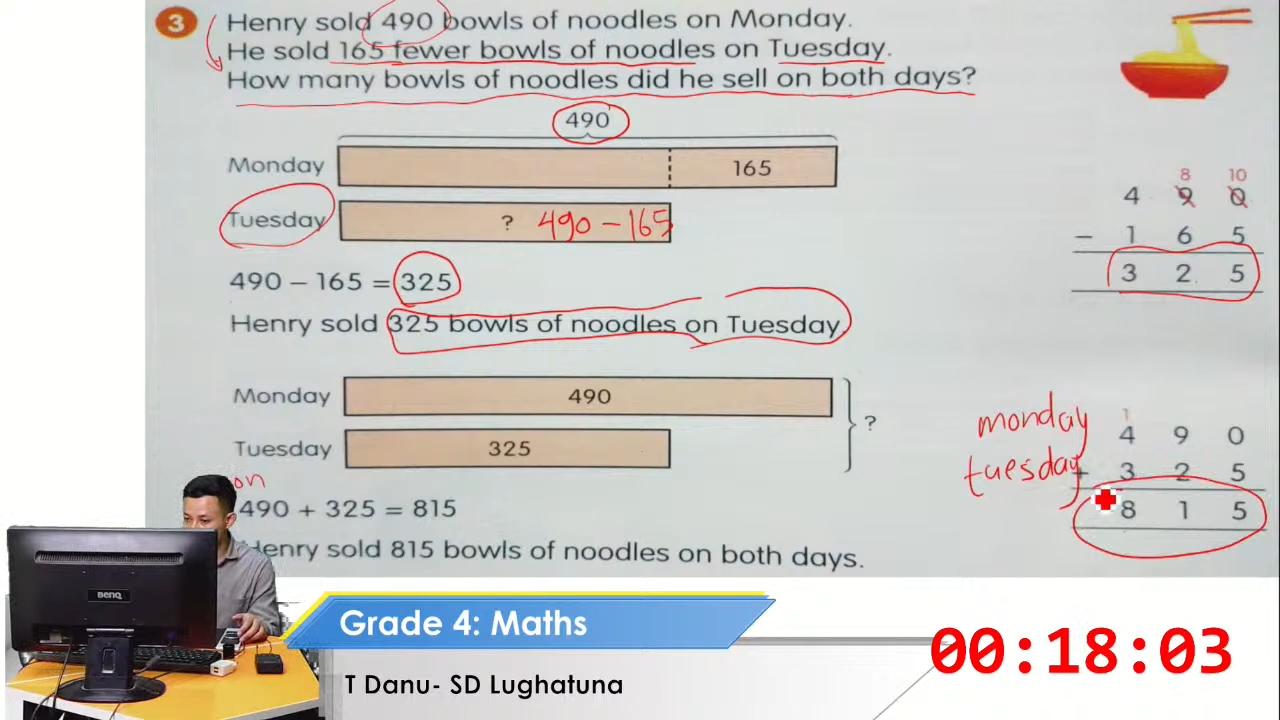 3 Henry sold 490 bowls of noodles on Monday.
He sold 165 fewer bowls of noodles on Tuesday.
How many bowls of noodles did he sell on both days?
490
Monday 165
Tuesday ? 490 - 165
490 – 165 = 325
Henry sold 325 bowls of noodles on Tuesday.
8 10
4 9 0
– 1 6 5
3 2 5
Monday 490
Tuesday 325
?
on
490 + 325 = 815
Henry sold 815 bowls of noodles on both days.
1
monday 4 9 0
tuesday + 3 2 5
8 1 5
BenQ
Grade 4: Maths
T Danu- SD Lughatuna
00:18:03